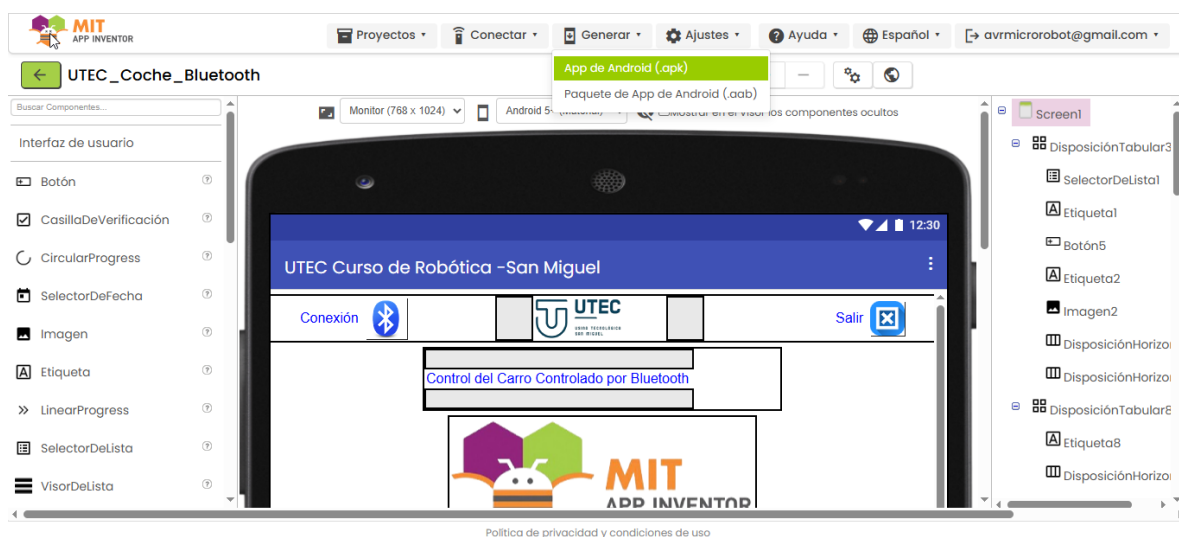 MIT
APP INVENTOR
Proyectos
Conectar
Generar
Ajustes
Ayuda
Español
avrmicrorobot@gmail.com
UTEC_Coche_Bluetooth
App de Android (.apk)
Paquete de App de Android (.aab)
Buscar Componentes...
Interfaz de usuario
Botón
CasillaDeVerificación
CircularProgress
SelectorDeFecha
Imagen
Etiqueta
LinearProgress
SelectorDeLista
VisorDeLista
Monitor (768 x 1024)
Android 5
los componentes ocultos
12:30
UTEC Curso de Robótica -San Miguel
Conexión
UTEC
SAN MIGUEL
Salir
Control del Carro Controlado por Bluetooth
MIT
APP INVENTOR
Screen1
DisposiciónTabular3
SelectorDeLista1
Etiqueta1
Botón5
Etiqueta2
Imagen2
DisposiciónHorizo
DisposiciónHorizo
DisposiciónTabular8
Etiqueta8
DisposiciónHorizo
Política de privacidad y condiciones de uso